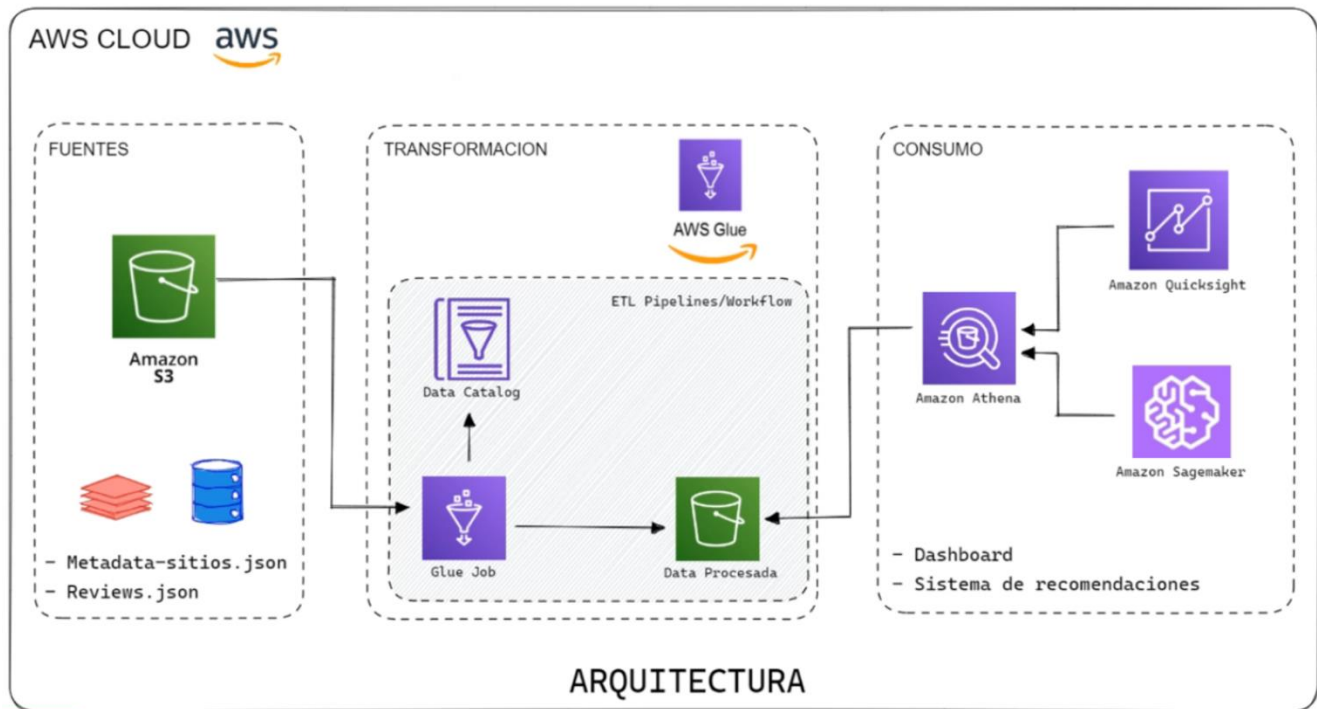 AWS CLOUD aws
FUENTES
Amazon
S3
- Metadata-sitios.json
- Reviews.json
TRANSFORMACION
AWS Glue
ETL Pipelines/Workflow
Data Catalog
Glue Job
Data Procesada
CONSUMO
Amazon Quicksight
Amazon Athena
Amazon Sagemaker
- Dashboard
- Sistema de recomendaciones
ARQUITECTURA